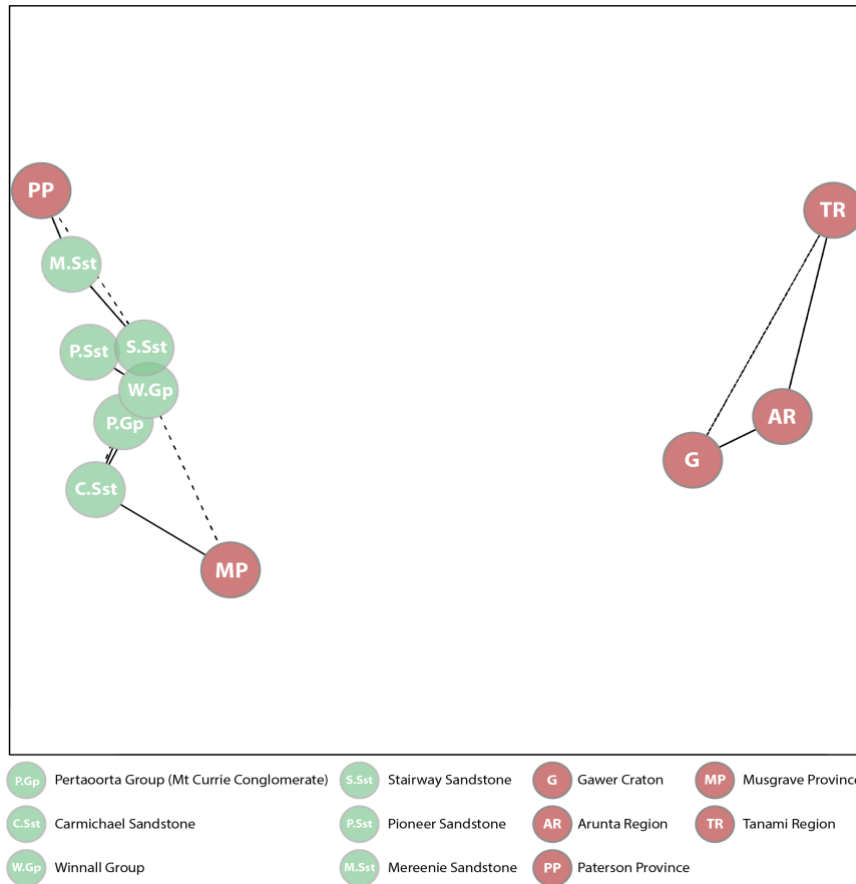 PP
TR
M.Sst
S.Sst
P.Sst
W.Gp
AR
P.Gp
G
C.Sst
MP
P.Gp Pertaoorta Group (Mt Currie Conglomerate) S.Sst Stairway Sandstone G Gawer Craton MP Musgrave Province
C.Sst Carmichael Sandstone P.Sst Pioneer Sandstone AR Arunta Region TR Tanami Region
W.Gp Winnall Group M.Sst Mereenie Sandstone PP Paterson Province